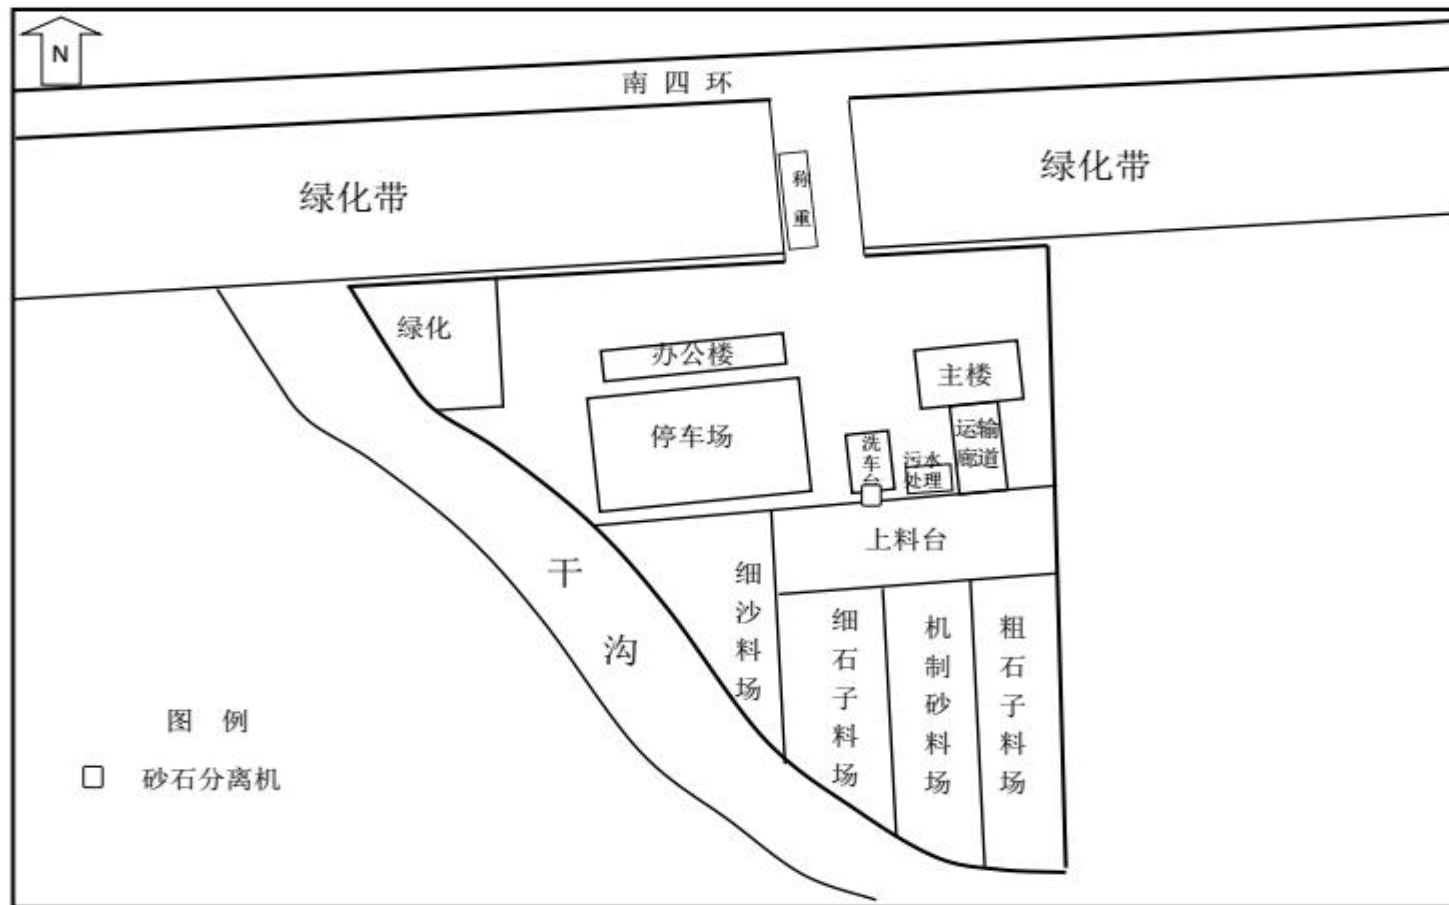 N
南四环
绿化带
绿化带
称重
绿化
办公楼
主楼
停车场
洗车台
污水
处理
运输
廊道
上料台
干沟
细沙料场
细石子料场
机制砂料场
粗石子料场
图例
砂石分离机